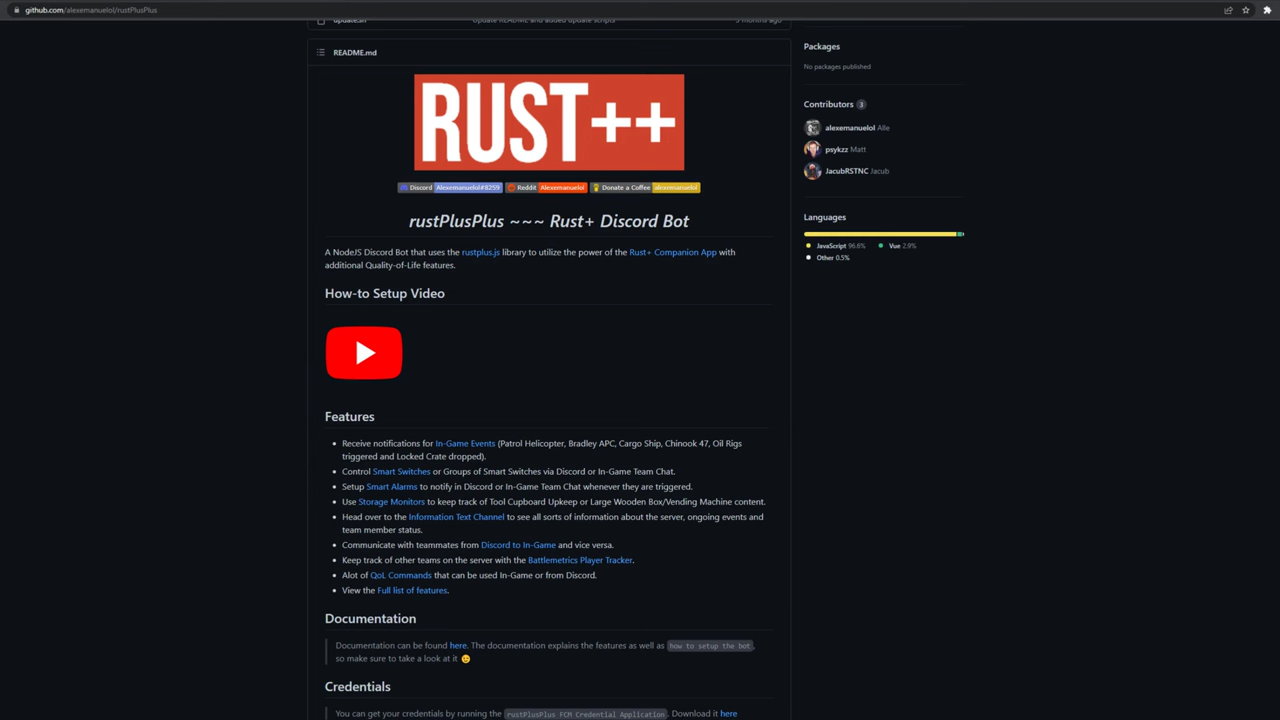 github.com/alexemanuelol/rustPlusPlus
update.sh
Update README and added update scripts
3 months ago
README.md
RUST++
Discord Alexemanuelol#8259 Reddit Alexemanuelol Donate a Coffee alexemanuelol
rustPlusPlus ~~~ Rust+ Discord Bot
A NodeJS Discord Bot that uses the rustplus.js library to utilize the power of the Rust+ Companion App with
additional Quality-of-Life features.
How-to Setup Video
Features
Receive notifications for In-Game Events (Patrol Helicopter, Bradley APC, Cargo Ship, Chinook 47, Oil Rigs
triggered and Locked Crate dropped).
Control Smart Switches or Groups of Smart Switches via Discord or In-Game Team Chat.
Setup Smart Alarms to notify in Discord or In-Game Team Chat whenever they are triggered.
Use Storage Monitors to keep track of Tool Cupboard Upkeep or Large Wooden Box/Vending Machine content.
Head over to the Information Text Channel to see all sorts of information about the server, ongoing events and
team member status.
Communicate with teammates from Discord to In-Game and vice versa.
Keep track of other teams on the server with the Battlemetrics Player Tracker.
Alot of QoL Commands that can be used In-Game or from Discord.
View the Full list of features.
Documentation
Documentation can be found here. The documentation explains the features as well as how to setup the bot,
so make sure to take a look at it 😉
Credentials
You can get your credentials by running the rustPlusPlus FCM Credential Application. Download it here
Packages
No packages published
Contributors 3
alexemanuelol Alle
psykzz Matt
JacubRSTNC Jacub
Languages
JavaScript 96.6% Vue 2.9%
Other 0.5%